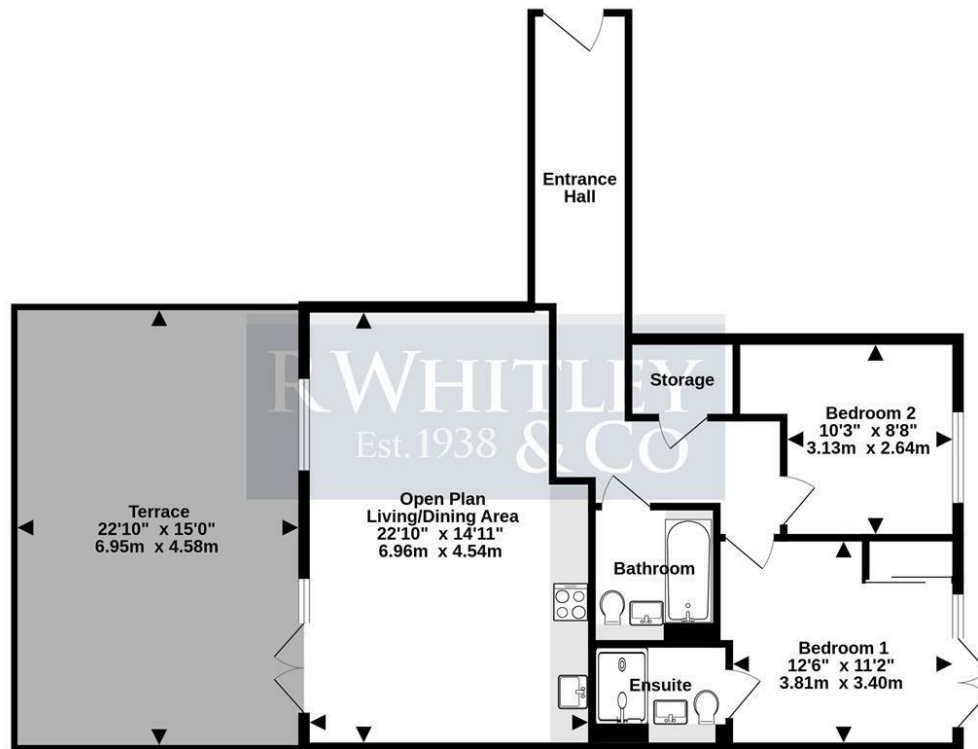 Entrance
Hall
R WHITLEY
Est. 1938 & CO
Storage
Bedroom 2
10'3" x 8'8"
3.13m x 2.64m
Terrace
22'10" x 15'0"
6.95m x 4.58m
Open Plan
Living/Dining Area
22'10" x 14'11"
6.96m x 4.54m
Bathroom
Ensuite
Bedroom 1
12'6" x 11'2"
3.81m x 3.40m